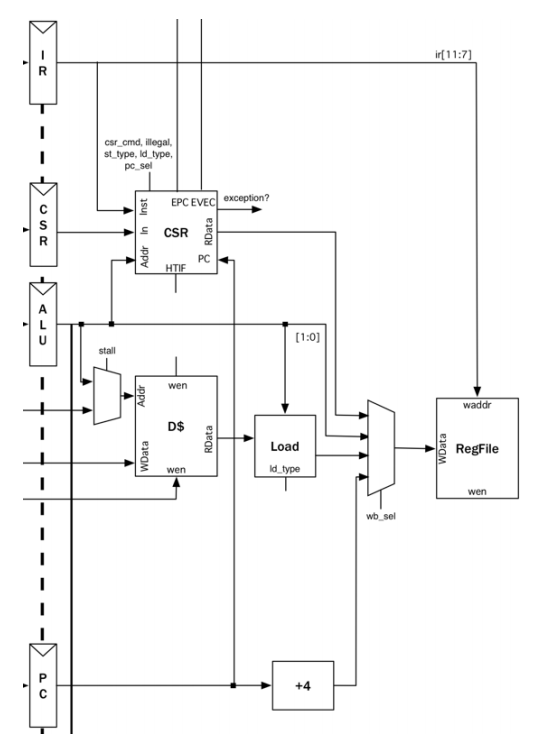 I
R
ir[11:7]
csr_cmd, illegal,
st_type, ld_type,
pc_sel
C
S
R
Inst
EPC EVEC
exception?
In
CSR
RData
Addr
PC
HTIF
A
L
U
[1:0]
stall
wen
Addr
D$
RData
WData
wen
Load
ld_type
waddr
WData
RegFile
wen
wb_sel
P
C
+4